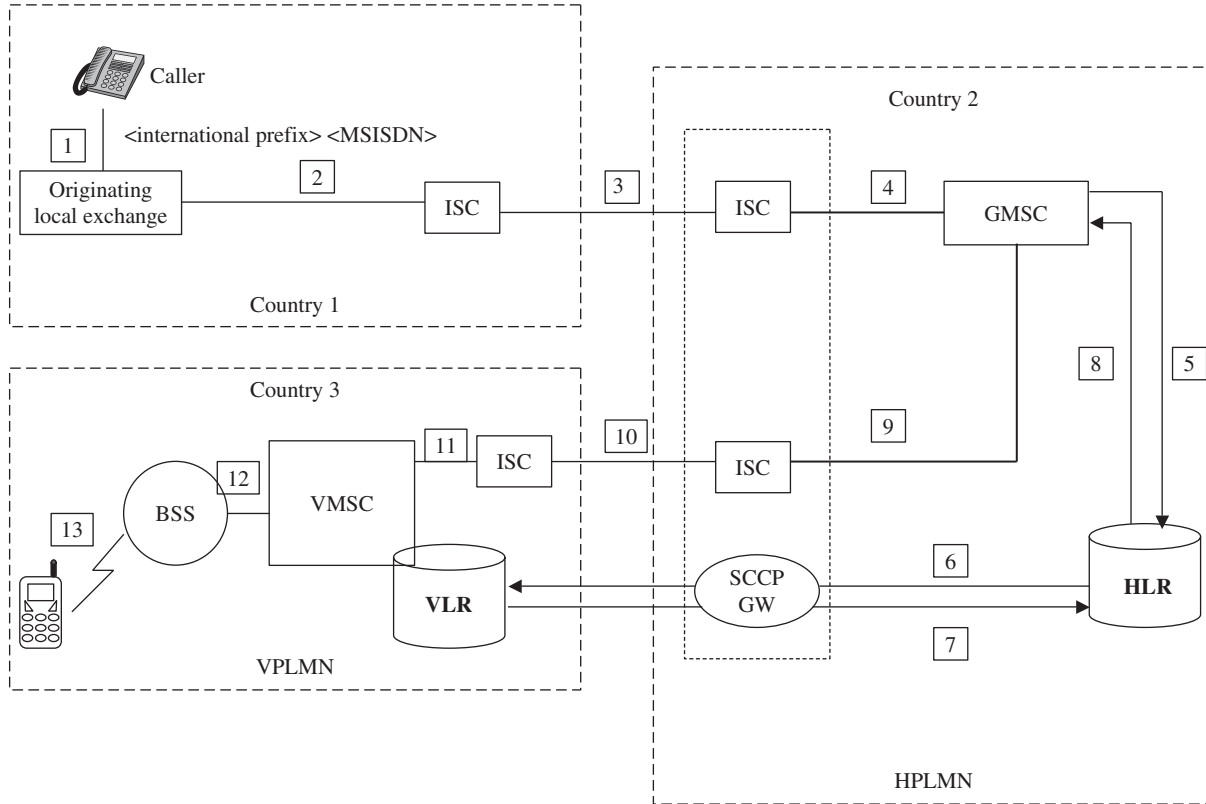 Caller
<international prefix> <MSISDN>
1
Originating
local exchange
2
ISC
Country 1
3
Country 2
ISC
4
GMSC
8
5
Country 3
11
ISC
10
ISC
9
12
VMSC
BSS
13
VLR
SCCP
GW
6
HLR
7
VPLMN
HPLMN